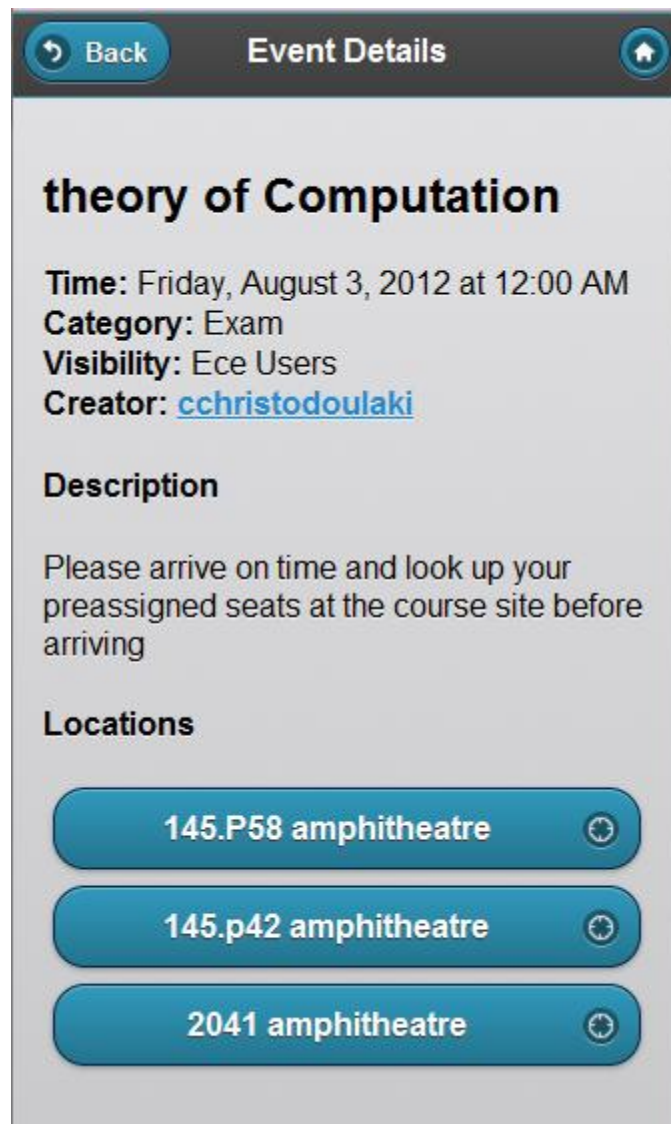 Back
Event Details
theory of Computation
Time: Friday, August 3, 2012 at 12:00 AM
Category: Exam
Visibility: Ece Users
Creator: cchristodoulaki
Description
Please arrive on time and look up your
preassigned seats at the course site before
arriving
Locations
145.P58 amphitheatre
145.p42 amphitheatre
2041 amphitheatre